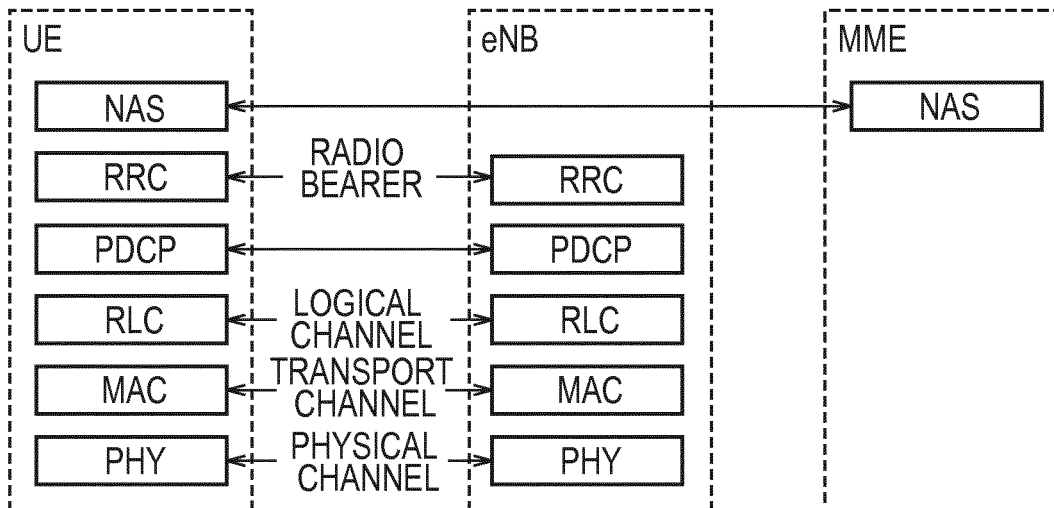 UE
eNB
MME
NAS
NAS
RRC
RADIO
BEARER
RRC
PDCP
PDCP
RLC
LOGICAL
CHANNEL
RLC
MAC
TRANSPORT
CHANNEL
MAC
PHY
PHYSICAL
CHANNEL
PHY